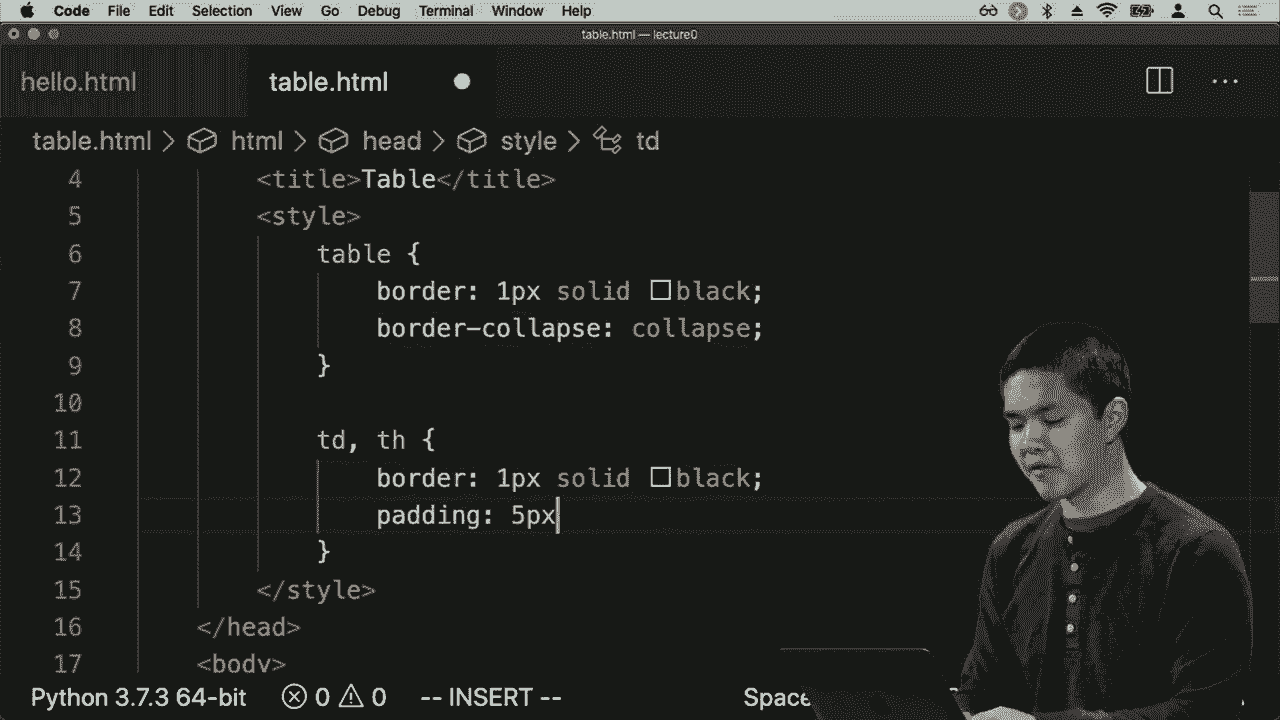 Code File Edit Selection View Go Debug Terminal Window Help
table.html — lecture0
hello.html table.html
table.html > html > head > style > td
4 <title>Table</title>
5 <style>
6 table {
7 border: 1px solid black;
8 border-collapse: collapse;
9 }
10
11 td, th {
12 border: 1px solid black;
13 padding: 5px
14 }
15 </style>
16 </head>
17 <body>
Python 3.7.3 64-bit 0 0 -- INSERT --